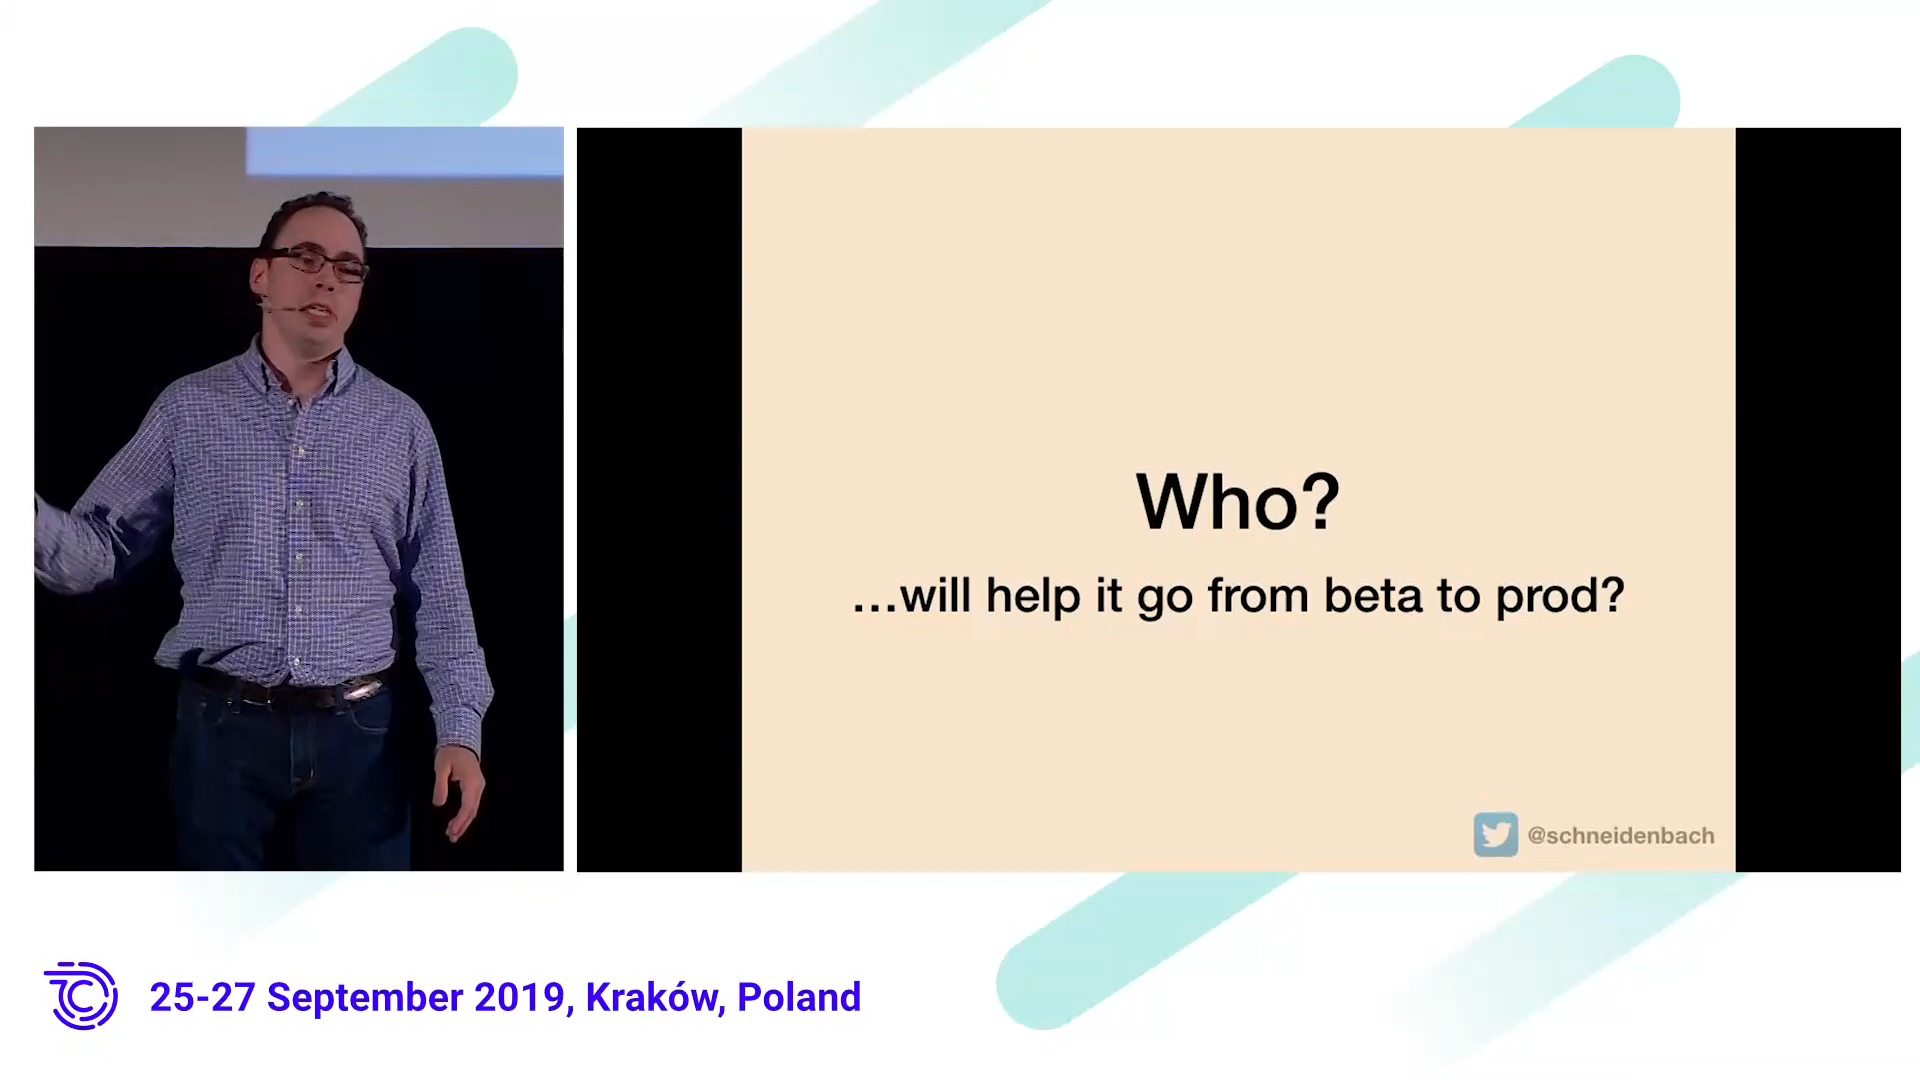 Who?
...will help it go from beta to prod?
@schneidenbach
25-27 September 2019, Kraków, Poland